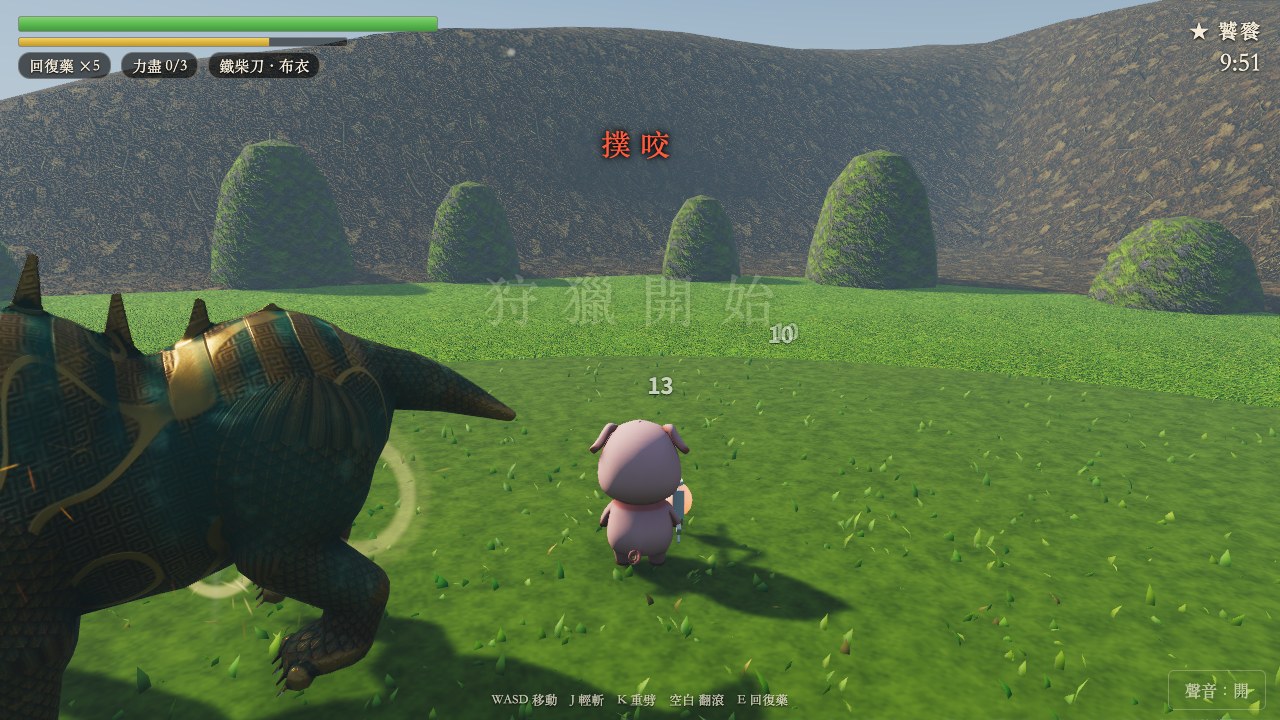 回復藥 ×5
力盡 0/3
鐵柴刀 · 布衣
★ 饕餮
9:51
撲咬
狩獵開始
10
13
WASD 移動 J 輕斬 K 重劈 空白 翻滾 E 回復藥
聲音：開